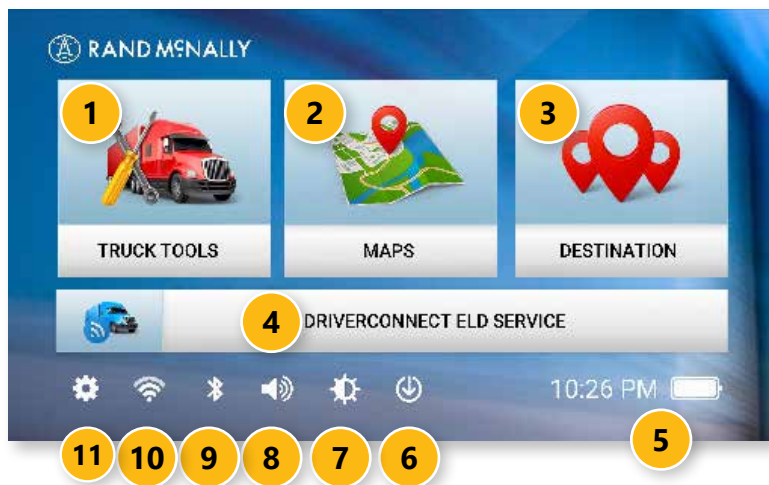 RAND MCNALLY
1
2
3
TRUCK TOOLS
MAPS
DESTINATION
4 DRIVERCONNECT ELD SERVICE
10:26 PM
5
11 10 9 8 7 6